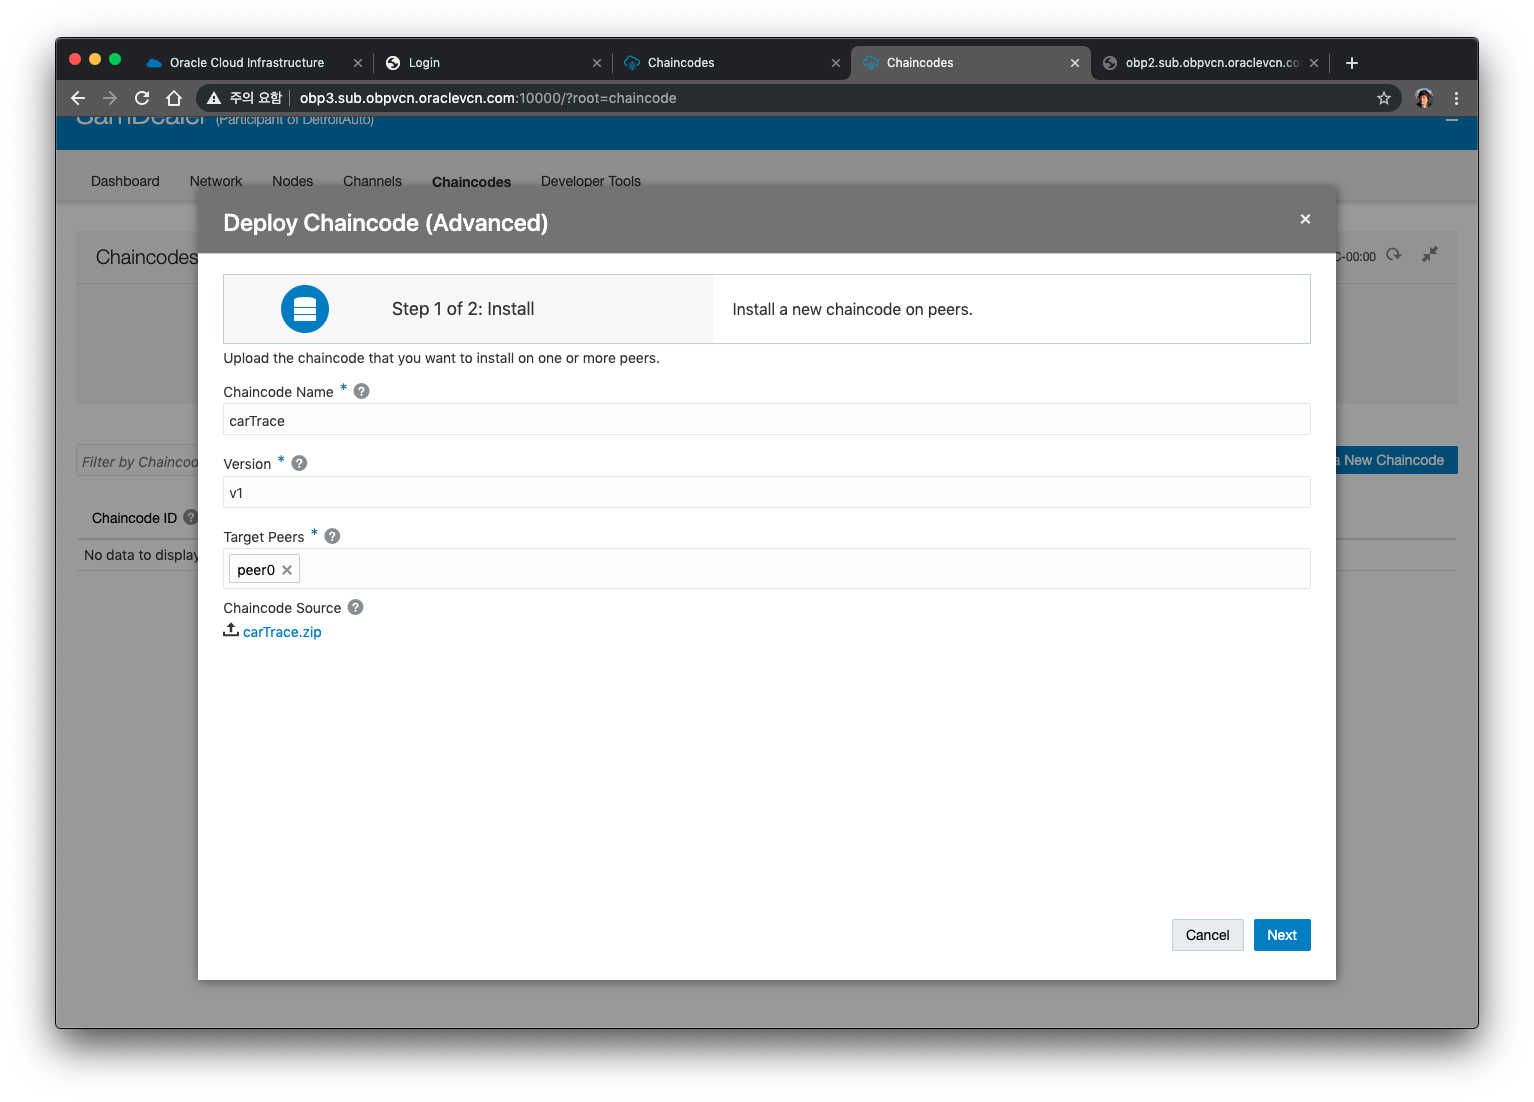 Oracle Cloud Infrastructure
Login
Chaincodes
Chaincodes
obp2.sub.obpvcn.oraclevcn.co
주의 요함
obp3.sub.obpvcn.oraclevcn.com:10000/?root=chaincode
SamDealer (Participant of DetroitAuto)
Dashboard Network Nodes Channels Chaincodes Developer Tools
Deploy Chaincode (Advanced)
Chaincodes
C-00:00
Step 1 of 2: Install
Install a new chaincode on peers.
Upload the chaincode that you want to install on one or more peers.
Chaincode Name *
carTrace
Filter by Chaincod
a New Chaincode
Version *
v1
Chaincode ID
Target Peers *
No data to display
peer0
Chaincode Source
carTrace.zip
Cancel Next